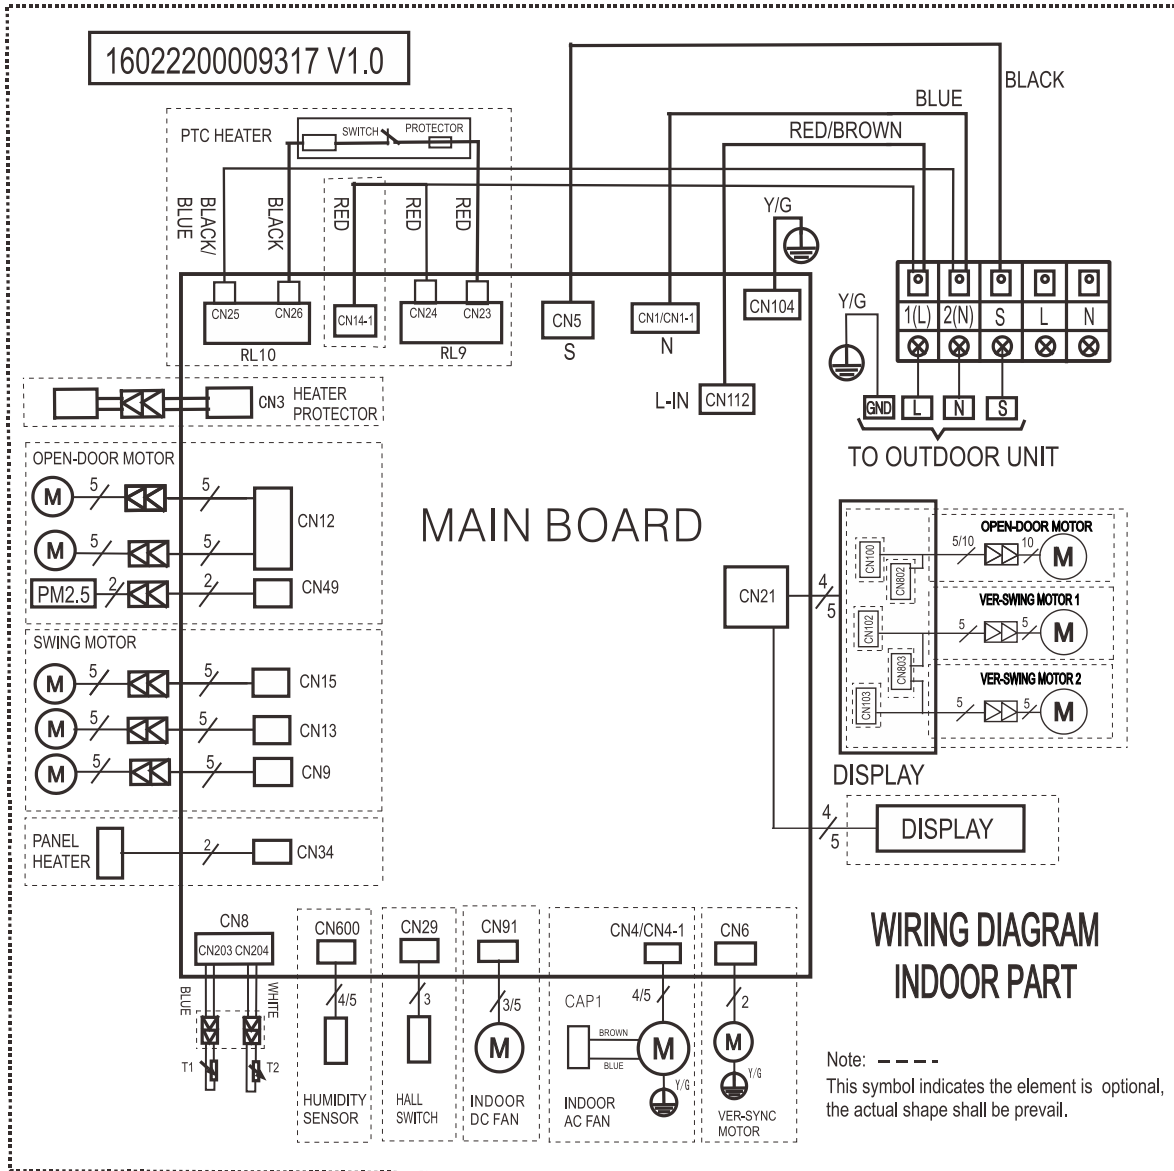 16022200009317 V1.0
BLACK
BLUE
RED/BROWN
PTC HEATER
SWITCH
PROTECTOR
BLACK/
BLUE
BLACK
RED
RED
RED
Y/G
CN25
CN26
RL10
CN14-1
CN24
CN23
RL9
CN5
S
CN1/CN1-1
N
CN104
L-IN
CN112
Y/G
1(L)
2(N)
S
L
N
GND
L
N
S
TO OUTDOOR UNIT
CN3
HEATER
PROTECTOR
OPEN-DOOR MOTOR
M
5
5
CN12
M
5
5
PM2.5
2
2
CN49
SWING MOTOR
M
5
5
CN15
M
5
5
CN13
M
5
5
CN9
PANEL
HEATER
2
CN34
MAIN BOARD
CN21
4
5
CN100
CN802
CN102
CN803
CN103
OPEN-DOOR MOTOR
5/10
10
M
VER-SWING MOTOR 1
5
5
M
VER-SWING MOTOR 2
5
5
M
DISPLAY
4
5
DISPLAY
CN8
CN203
CN204
BLUE
WHITE
T1
T2
CN600
4/5
HUMIDITY
SENSOR
CN29
3
HALL
SWITCH
CN91
3/5
M
INDOOR
DC FAN
CN4/CN4-1
4/5
CAP1
BROWN
BLUE
M
Y/G
INDOOR
AC FAN
CN6
2
M
Y/G
VER-SYNC
MOTOR
WIRING DIAGRAM
INDOOR PART
Note:
This symbol indicates the element is optional,
the actual shape shall be prevail.